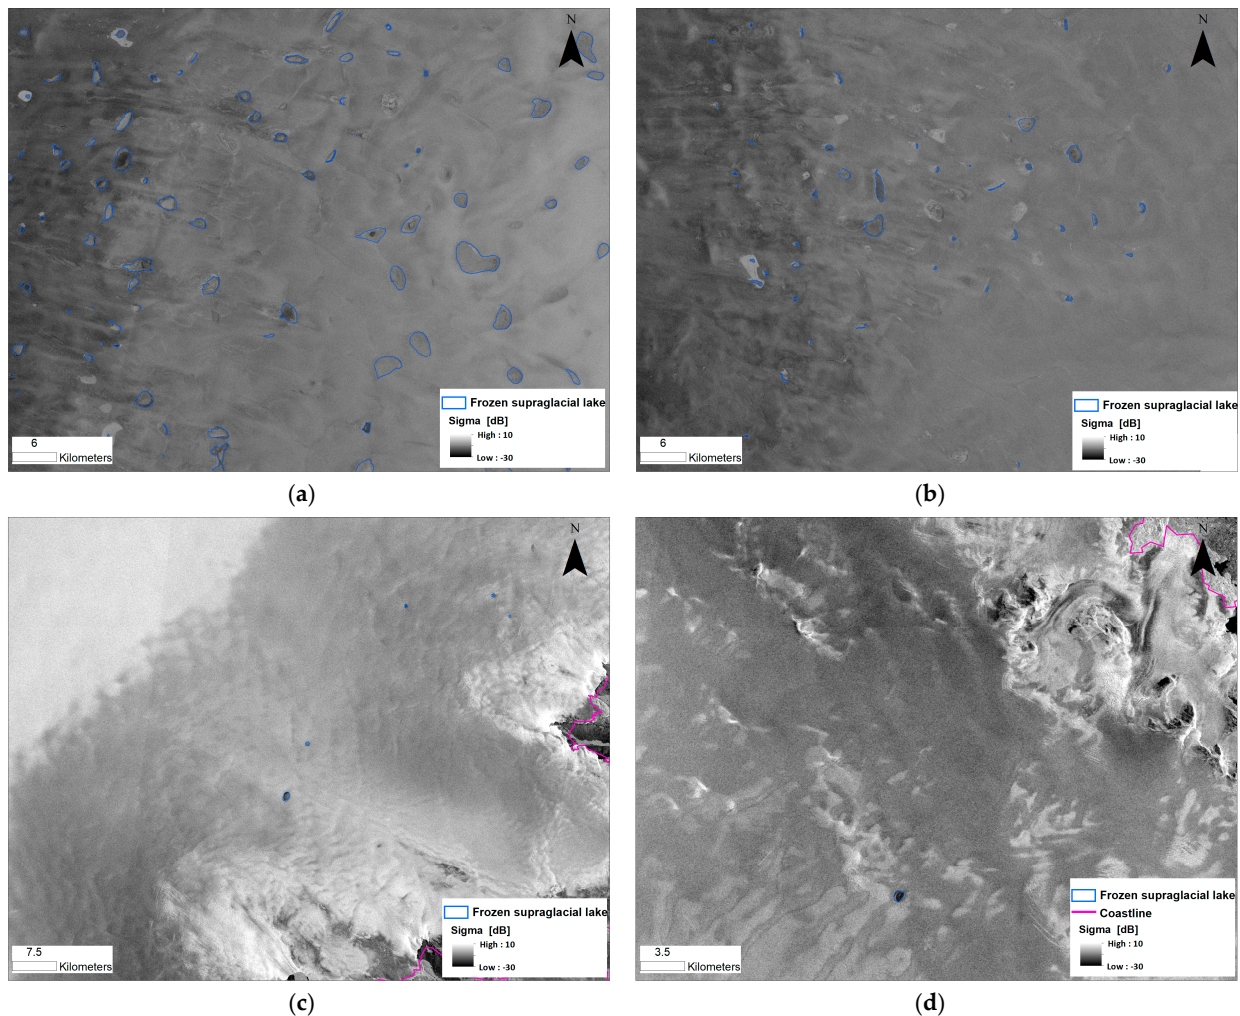 N
Frozen supraglacial lake
Sigma [dB]
High : 10
Low : -30
6
Kilometers
(a)
N
Frozen supraglacial lake
Sigma [dB]
High : 10
Low : -30
6
Kilometers
(b)
N
Frozen supraglacial lake
Sigma [dB]
High : 10
Low : -30
7.5
Kilometers
(c)
N
Frozen supraglacial lake
Coastline
Sigma [dB]
High : 10
Low : -30
3.5
Kilometers
(d)